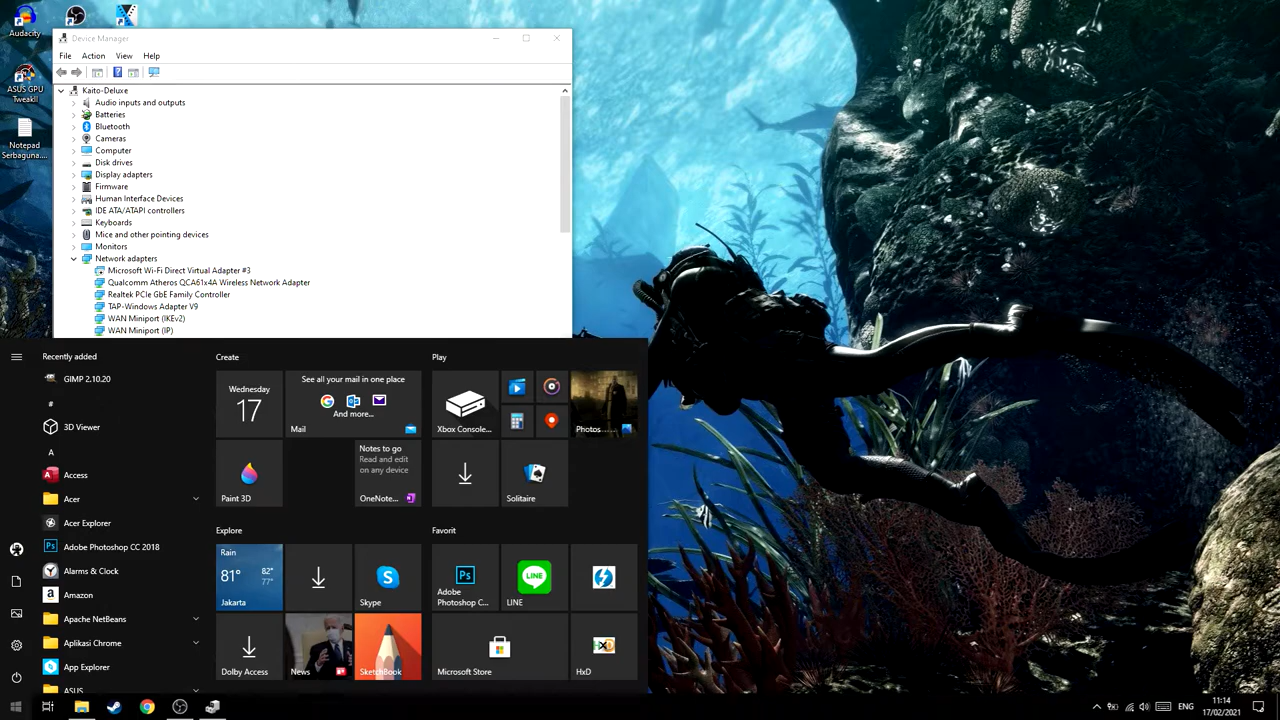 Audacity
ASUS GPU
TweakII
Notepad
Serbaguna....
Device Manager
File Action View Help
Kaito-Deluxe
Audio inputs and outputs
Batteries
Bluetooth
Cameras
Computer
Disk drives
Display adapters
Firmware
Human Interface Devices
IDE ATA/ATAPI controllers
Keyboards
Mice and other pointing devices
Monitors
Network adapters
Microsoft Wi-Fi Direct Virtual Adapter #3
Qualcomm Atheros QCA61x4A Wireless Network Adapter
Realtek PCIe GbE Family Controller
TAP-Windows Adapter V9
WAN Miniport (IKEv2)
WAN Miniport (IP)
Recently added
GIMP 2.10.20
#
3D Viewer
A
Access
Acer
Acer Explorer
Adobe Photoshop CC 2018
Alarms & Clock
Amazon
Apache NetBeans
Aplikasi Chrome
App Explorer
ASUS
Create
Wednesday
17
See all your mail in one place
And more...
Mail
Paint 3D
Notes to go
Read and edit
on any device
OneNote...
Play
Xbox Console...
Photos
Solitaire
Explore
Rain
81° 82°
77°
Jakarta
Skype
Dolby Access
News
SketchBook
Favorit
Ps
Adobe
Photoshop C...
LINE
LINE
Microsoft Store
HxD
ENG
11:14
17/02/2021